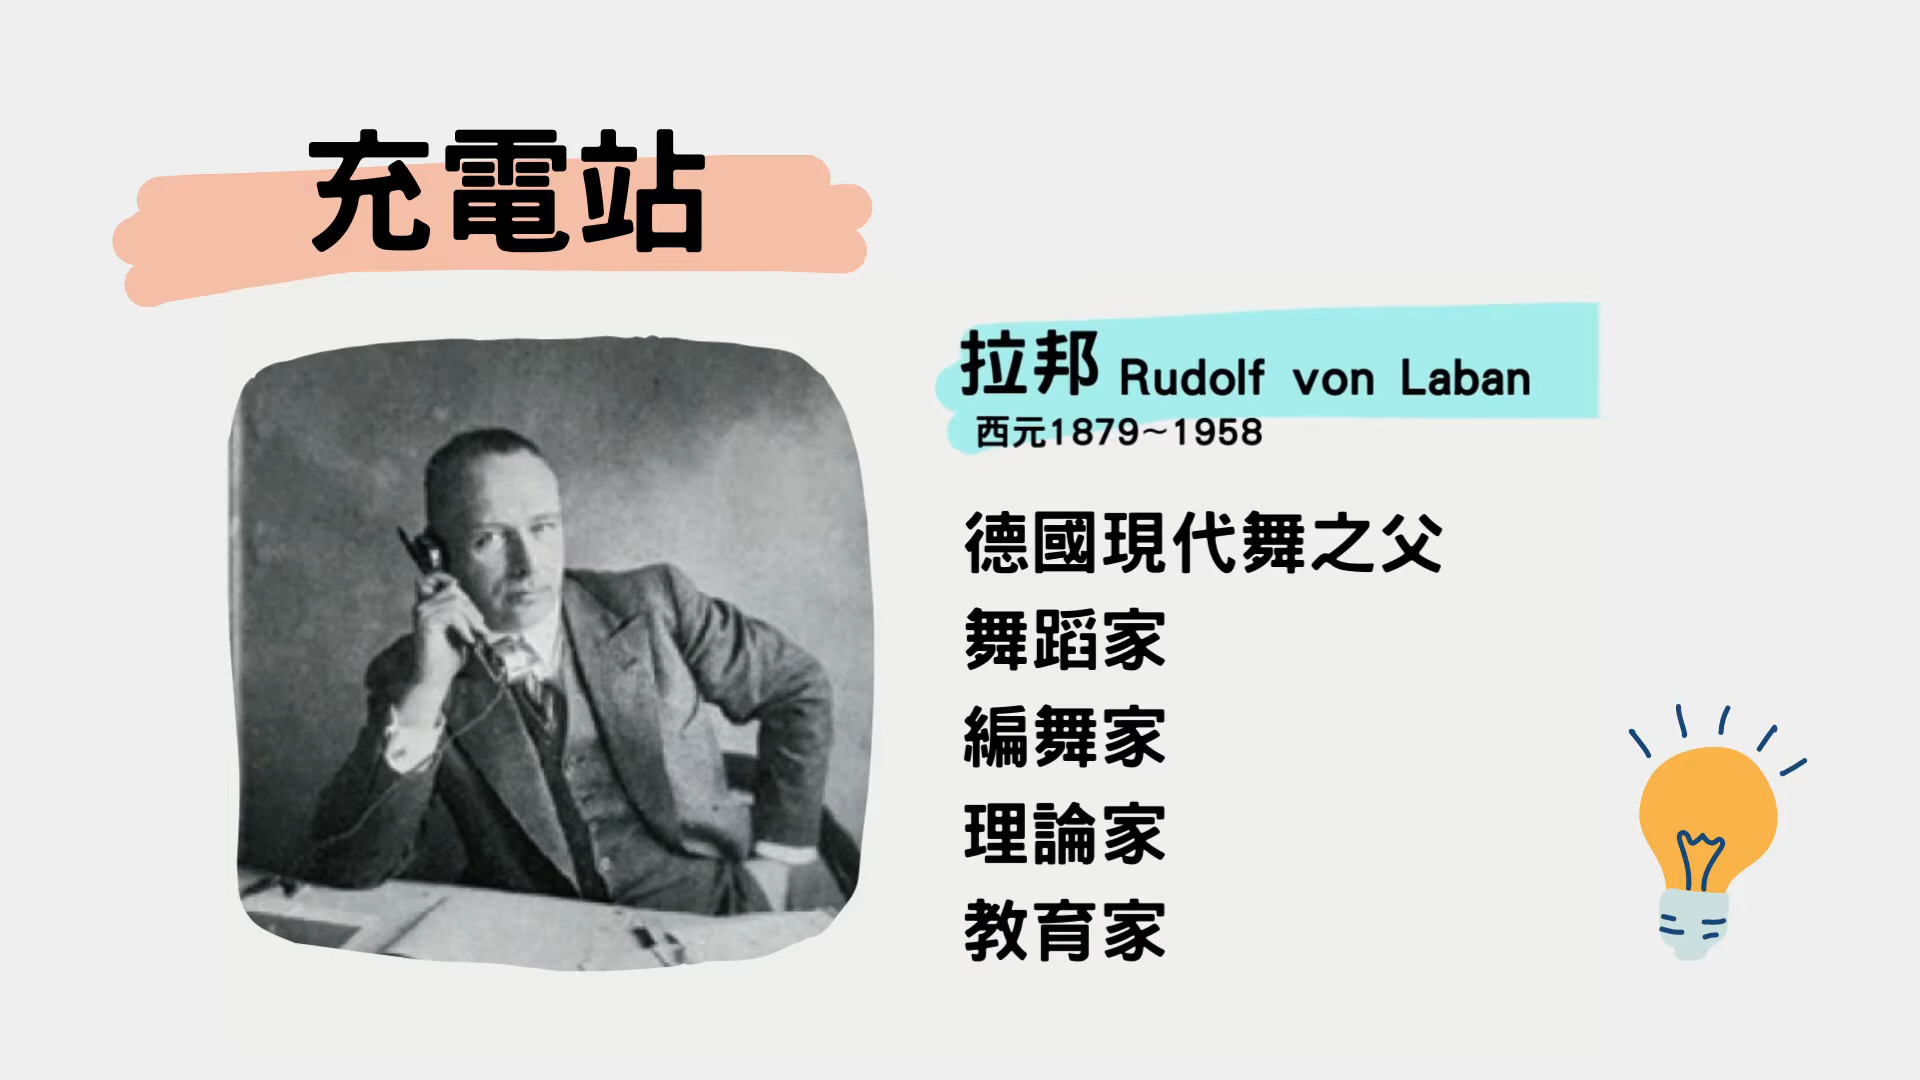 充電站
拉邦 Rudolf von Laban
西元1879~1958
德國現代舞之父
舞蹈家
編舞家
理論家
教育家